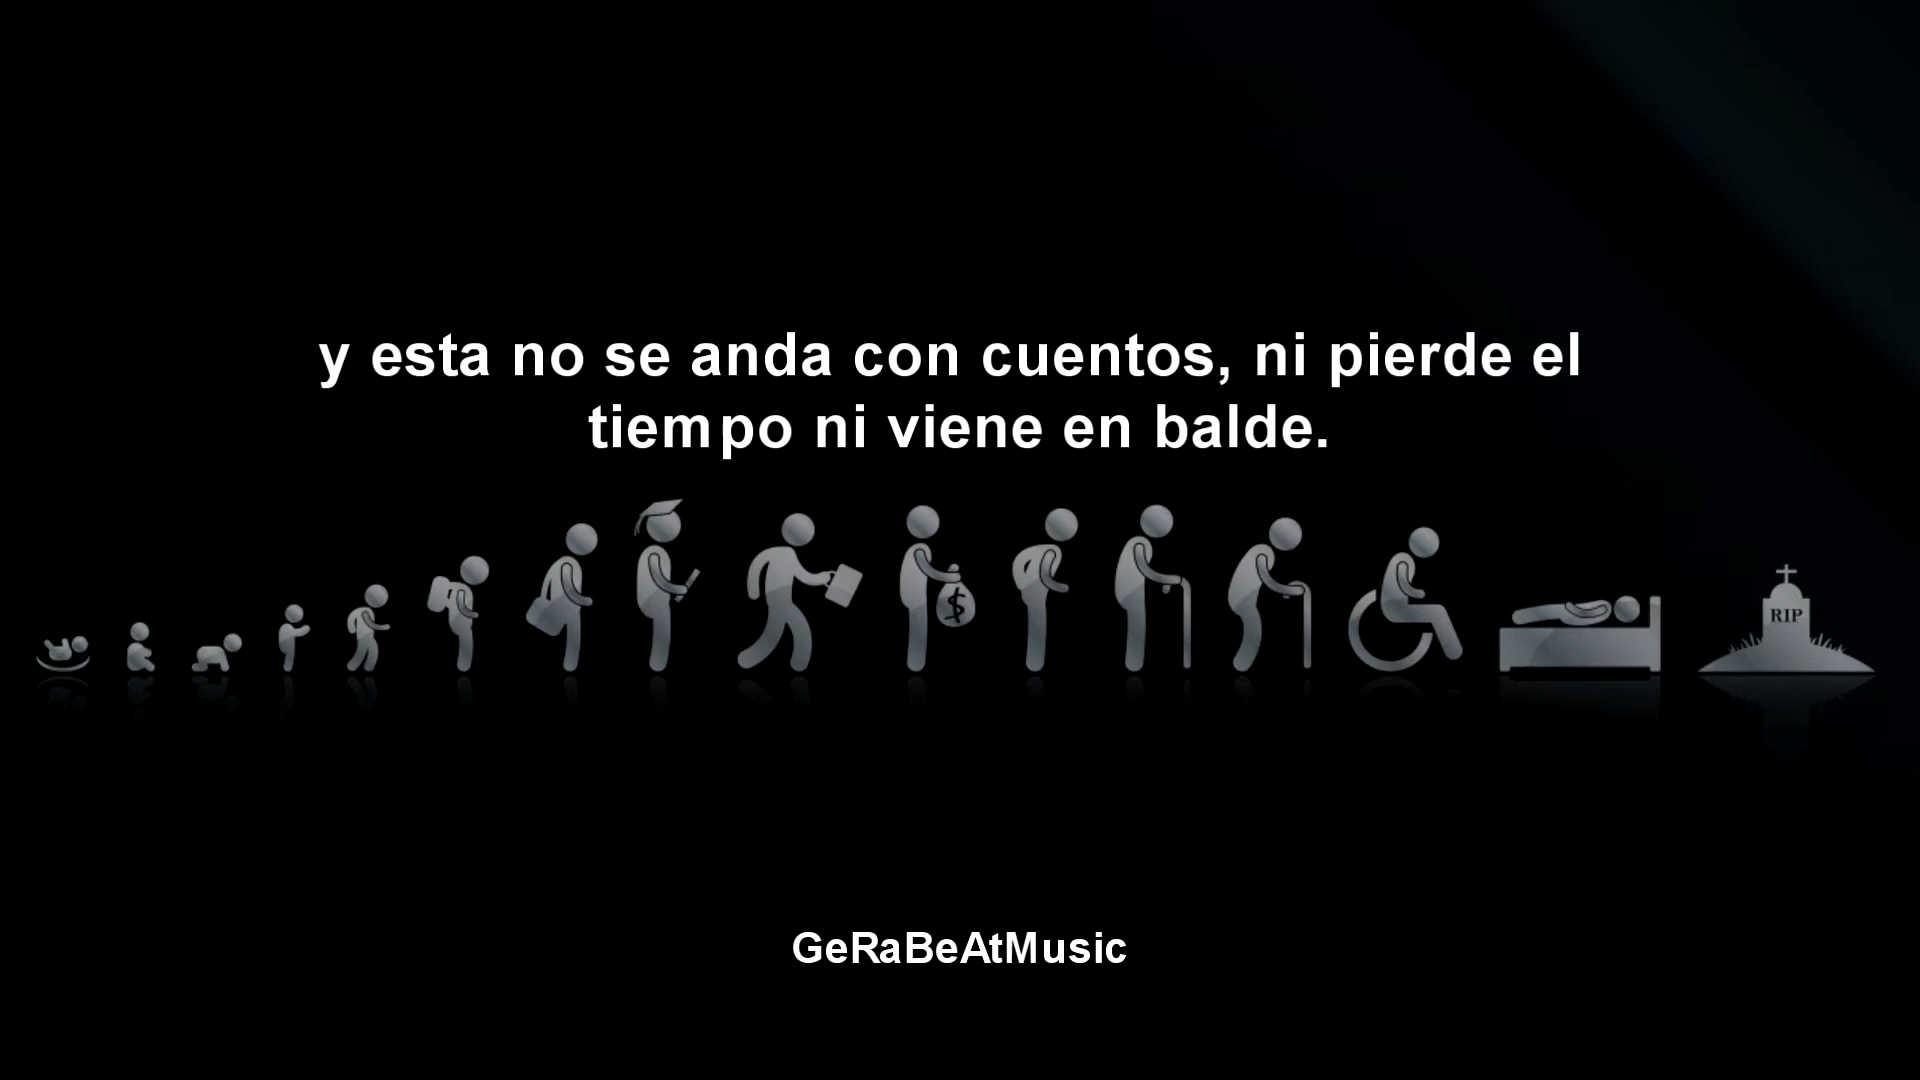 y esta no se anda con cuentos, ni pierde el
tiempo ni viene en balde.
$
RIP
GeRaBeAtMusic